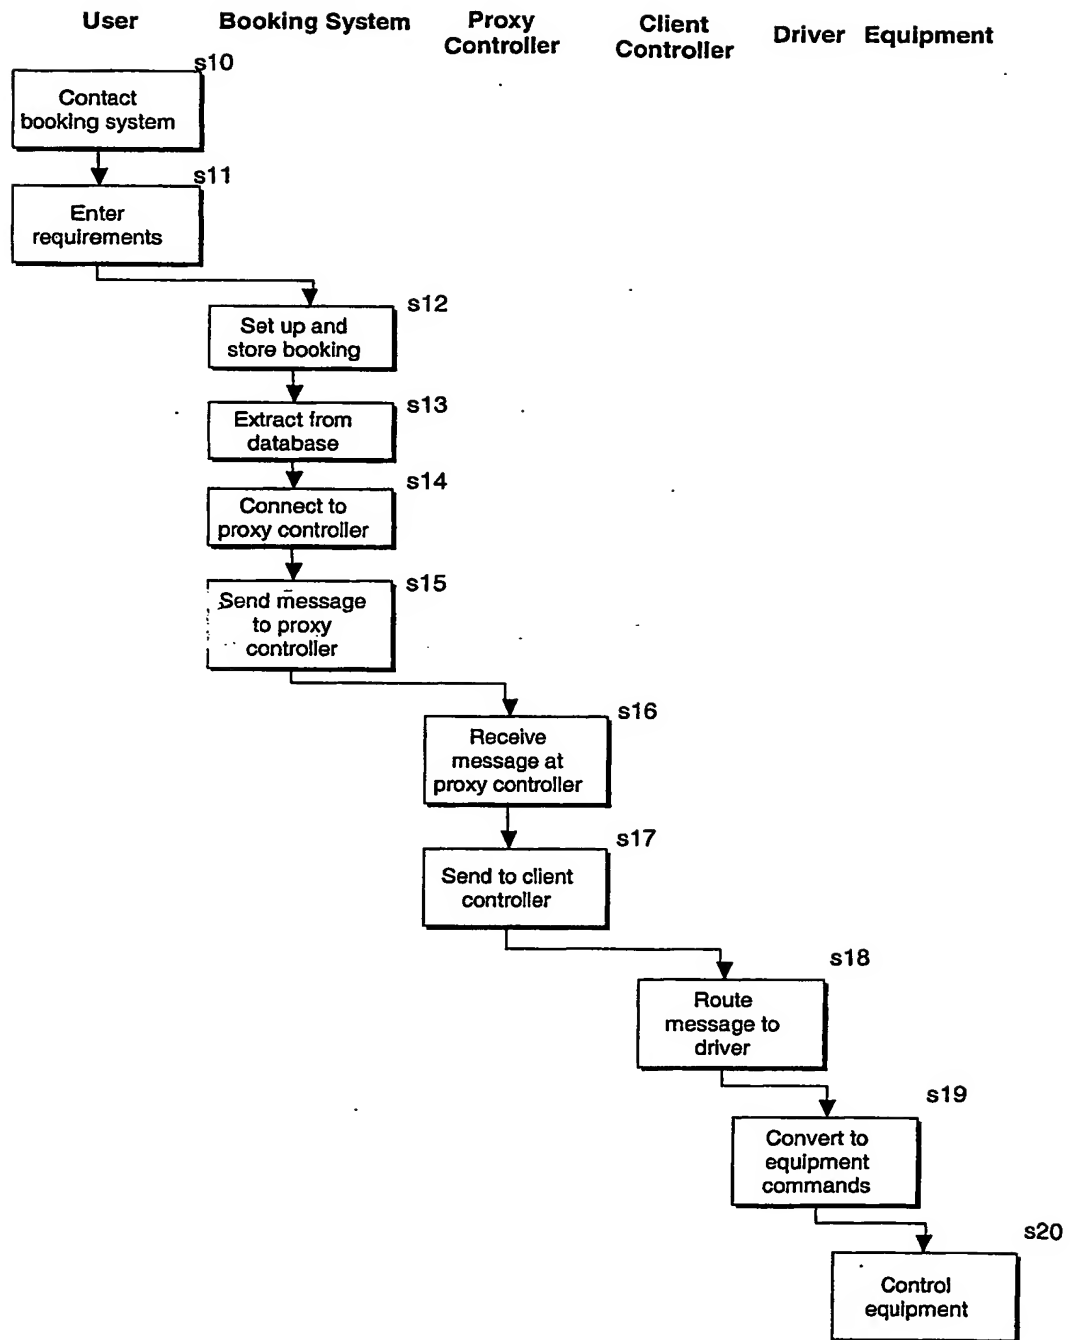 User
Booking System
Proxy
Controller
Client
Controller
Driver
Equipment
s10
Contact
booking system
s11
Enter
requirements
s12
Set up and
store booking
s13
Extract from
database
s14
Connect to
proxy controller
s15
Send message
to proxy
controller
s16
Receive
message at
proxy controller
s17
Send to client
controller
s18
Route
message to
driver
s19
Convert to
equipment
commands
s20
Control
equipment